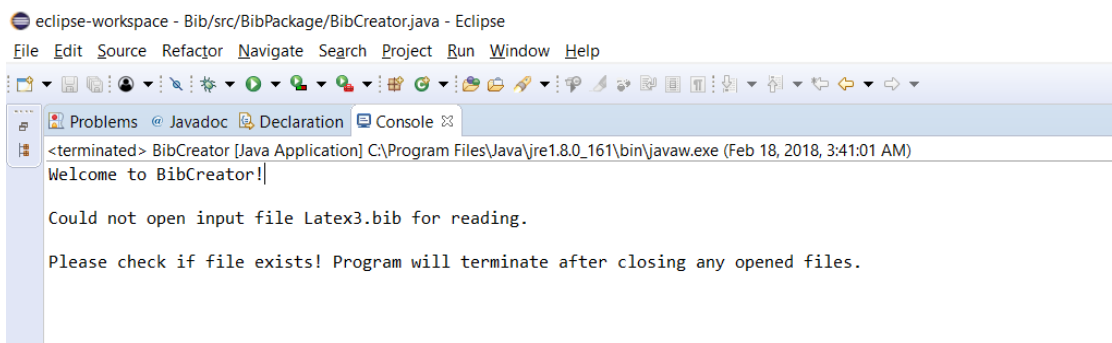 eclipse-workspace - Bib/src/BibPackage/BibCreator.java - Eclipse
File Edit Source Refactor Navigate Search Project Run Window Help
Problems @ Javadoc Declaration Console
<terminated> BibCreator [Java Application] C:\Program Files\Java\jre1.8.0_161\bin\javaw.exe (Feb 18, 2018, 3:41:01 AM)
Welcome to BibCreator!
Could not open input file Latex3.bib for reading.
Please check if file exists! Program will terminate after closing any opened files.